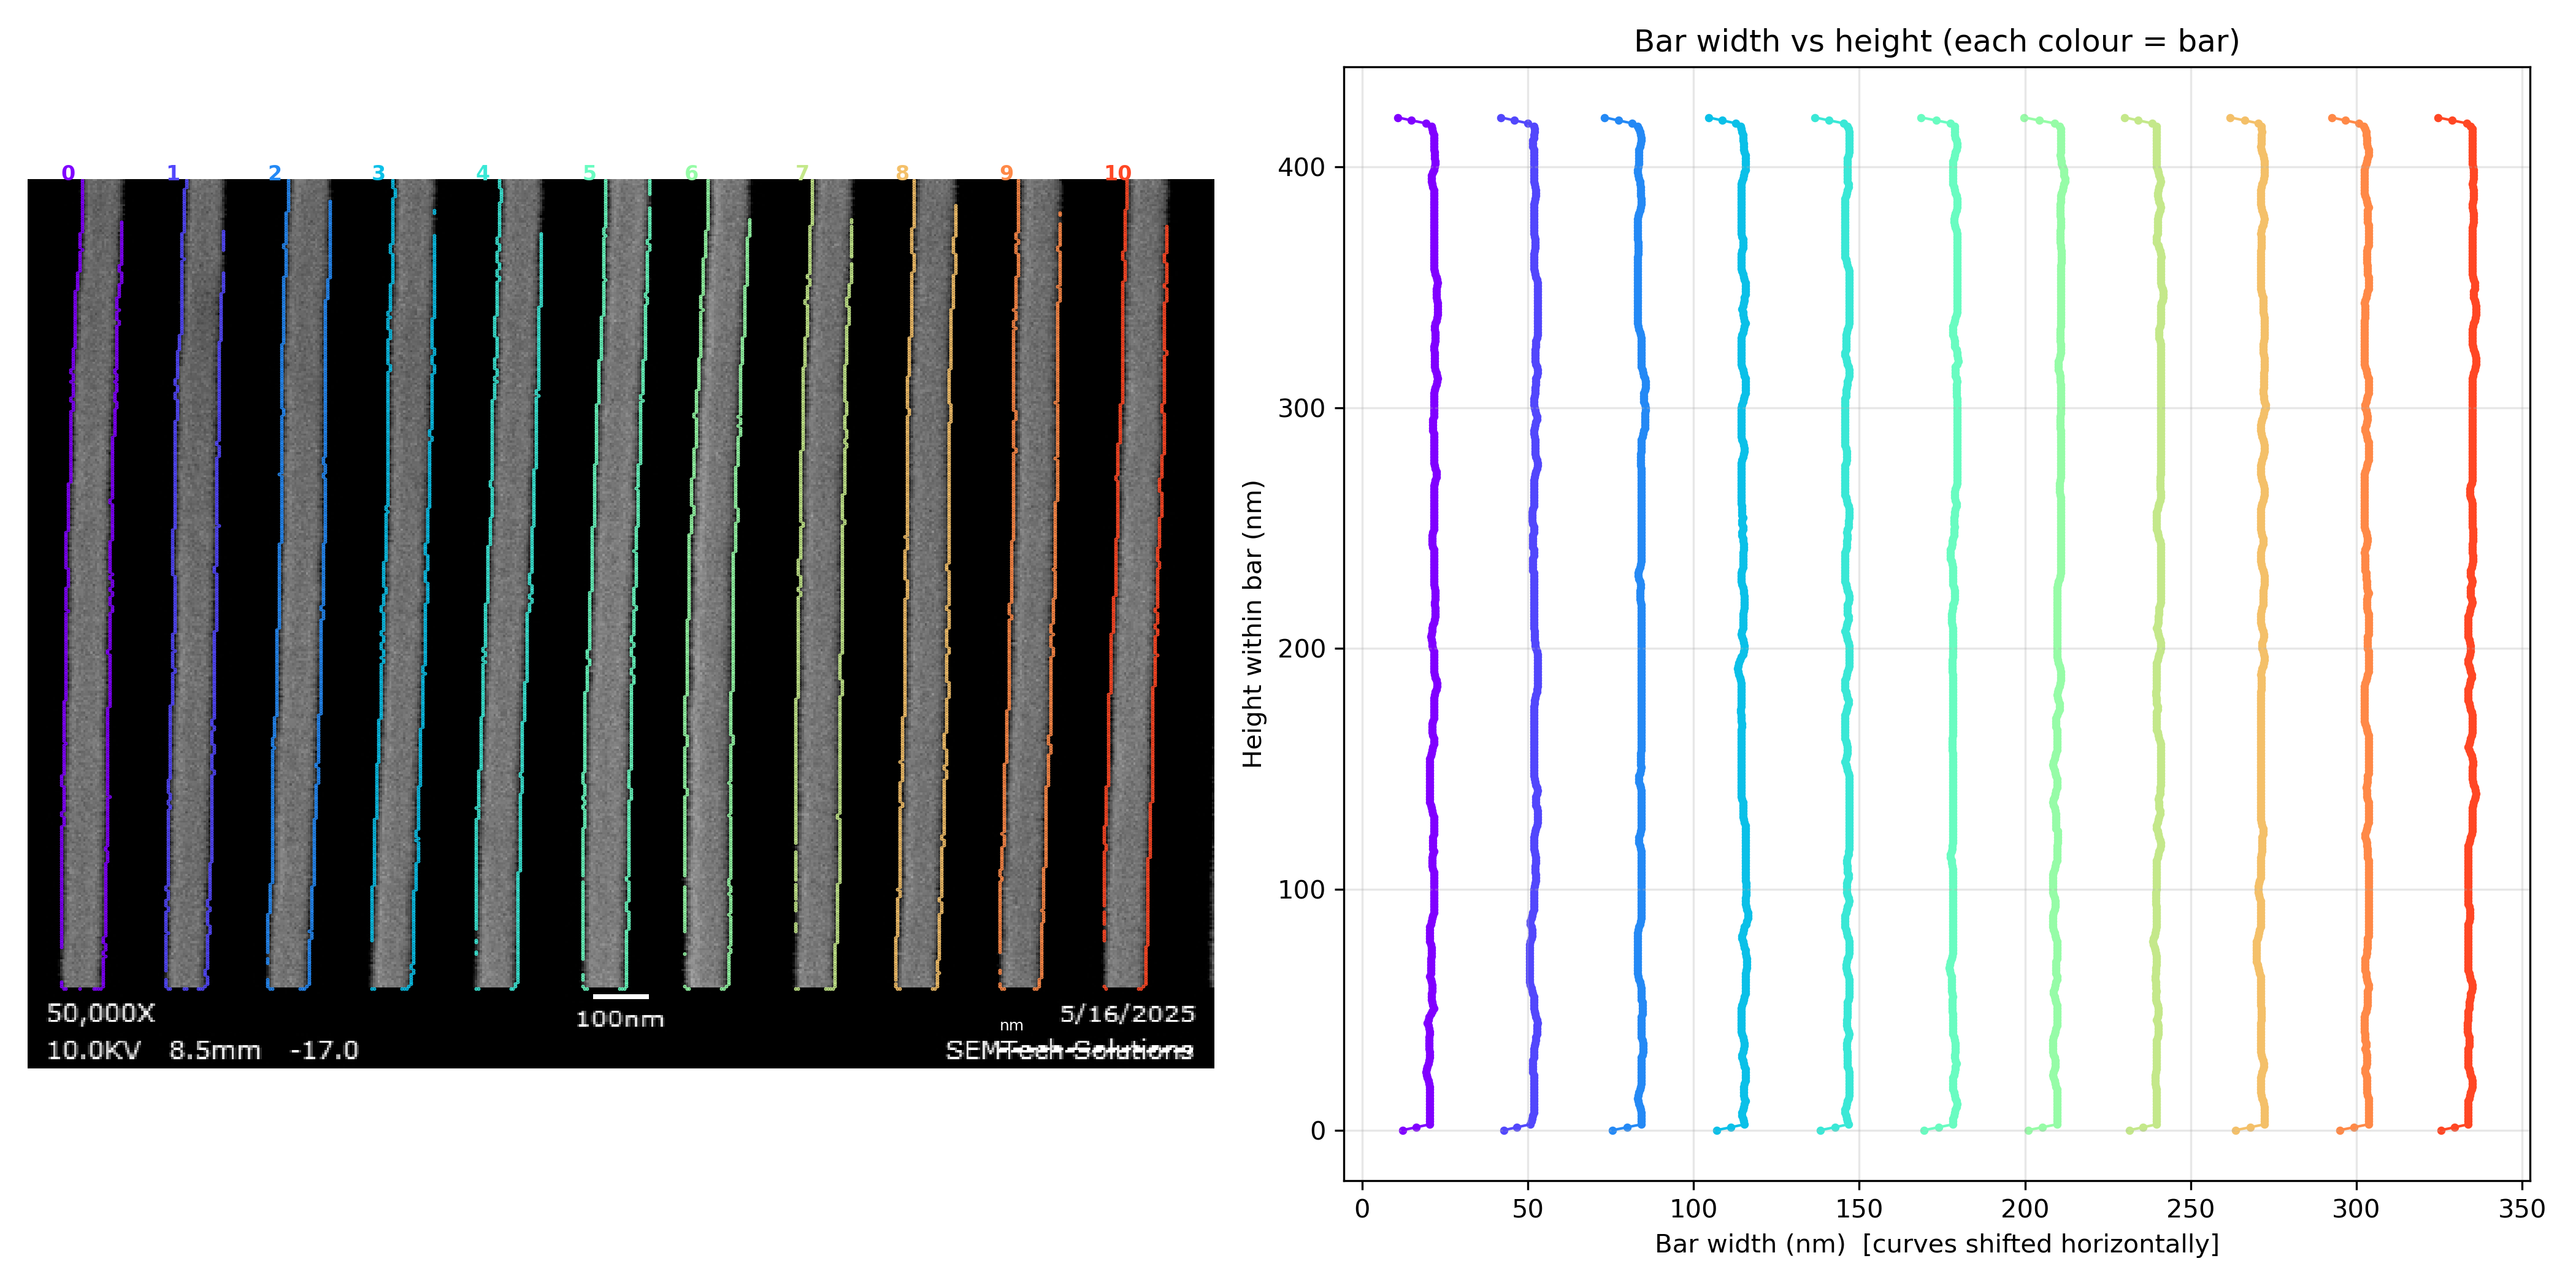 0 1 2 3 4 5 6 7 8 9 10
50,000X
100nm
5/16/2025
nm
10.0KV 8.5mm -17.0
SEMTech Solutions
Bar width vs height (each colour = bar)
Height within bar (nm)
400
300
200
100
0
0 50 100 150 200 250 300 350
Bar width (nm) [curves shifted horizontally]